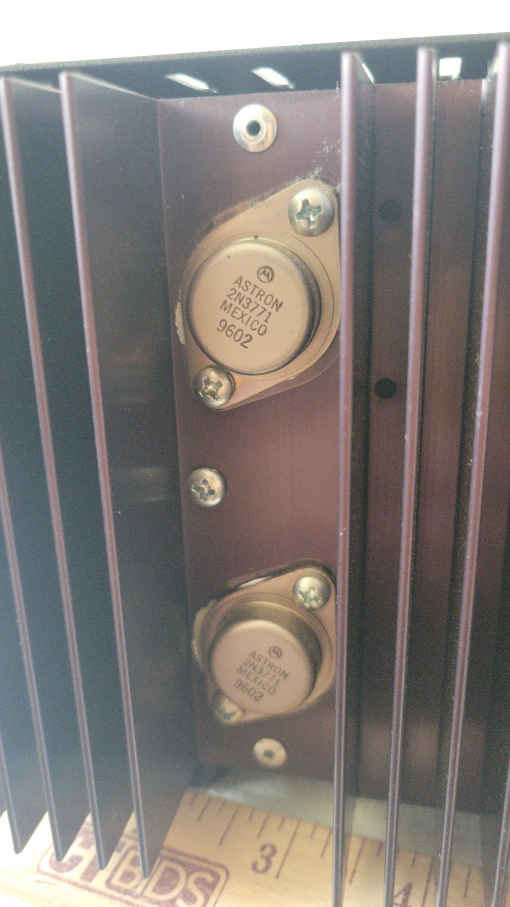 ASTRON
2N3771
MEXICO
9602
ASTRON
2N3771
MEXICO
9602
3
4